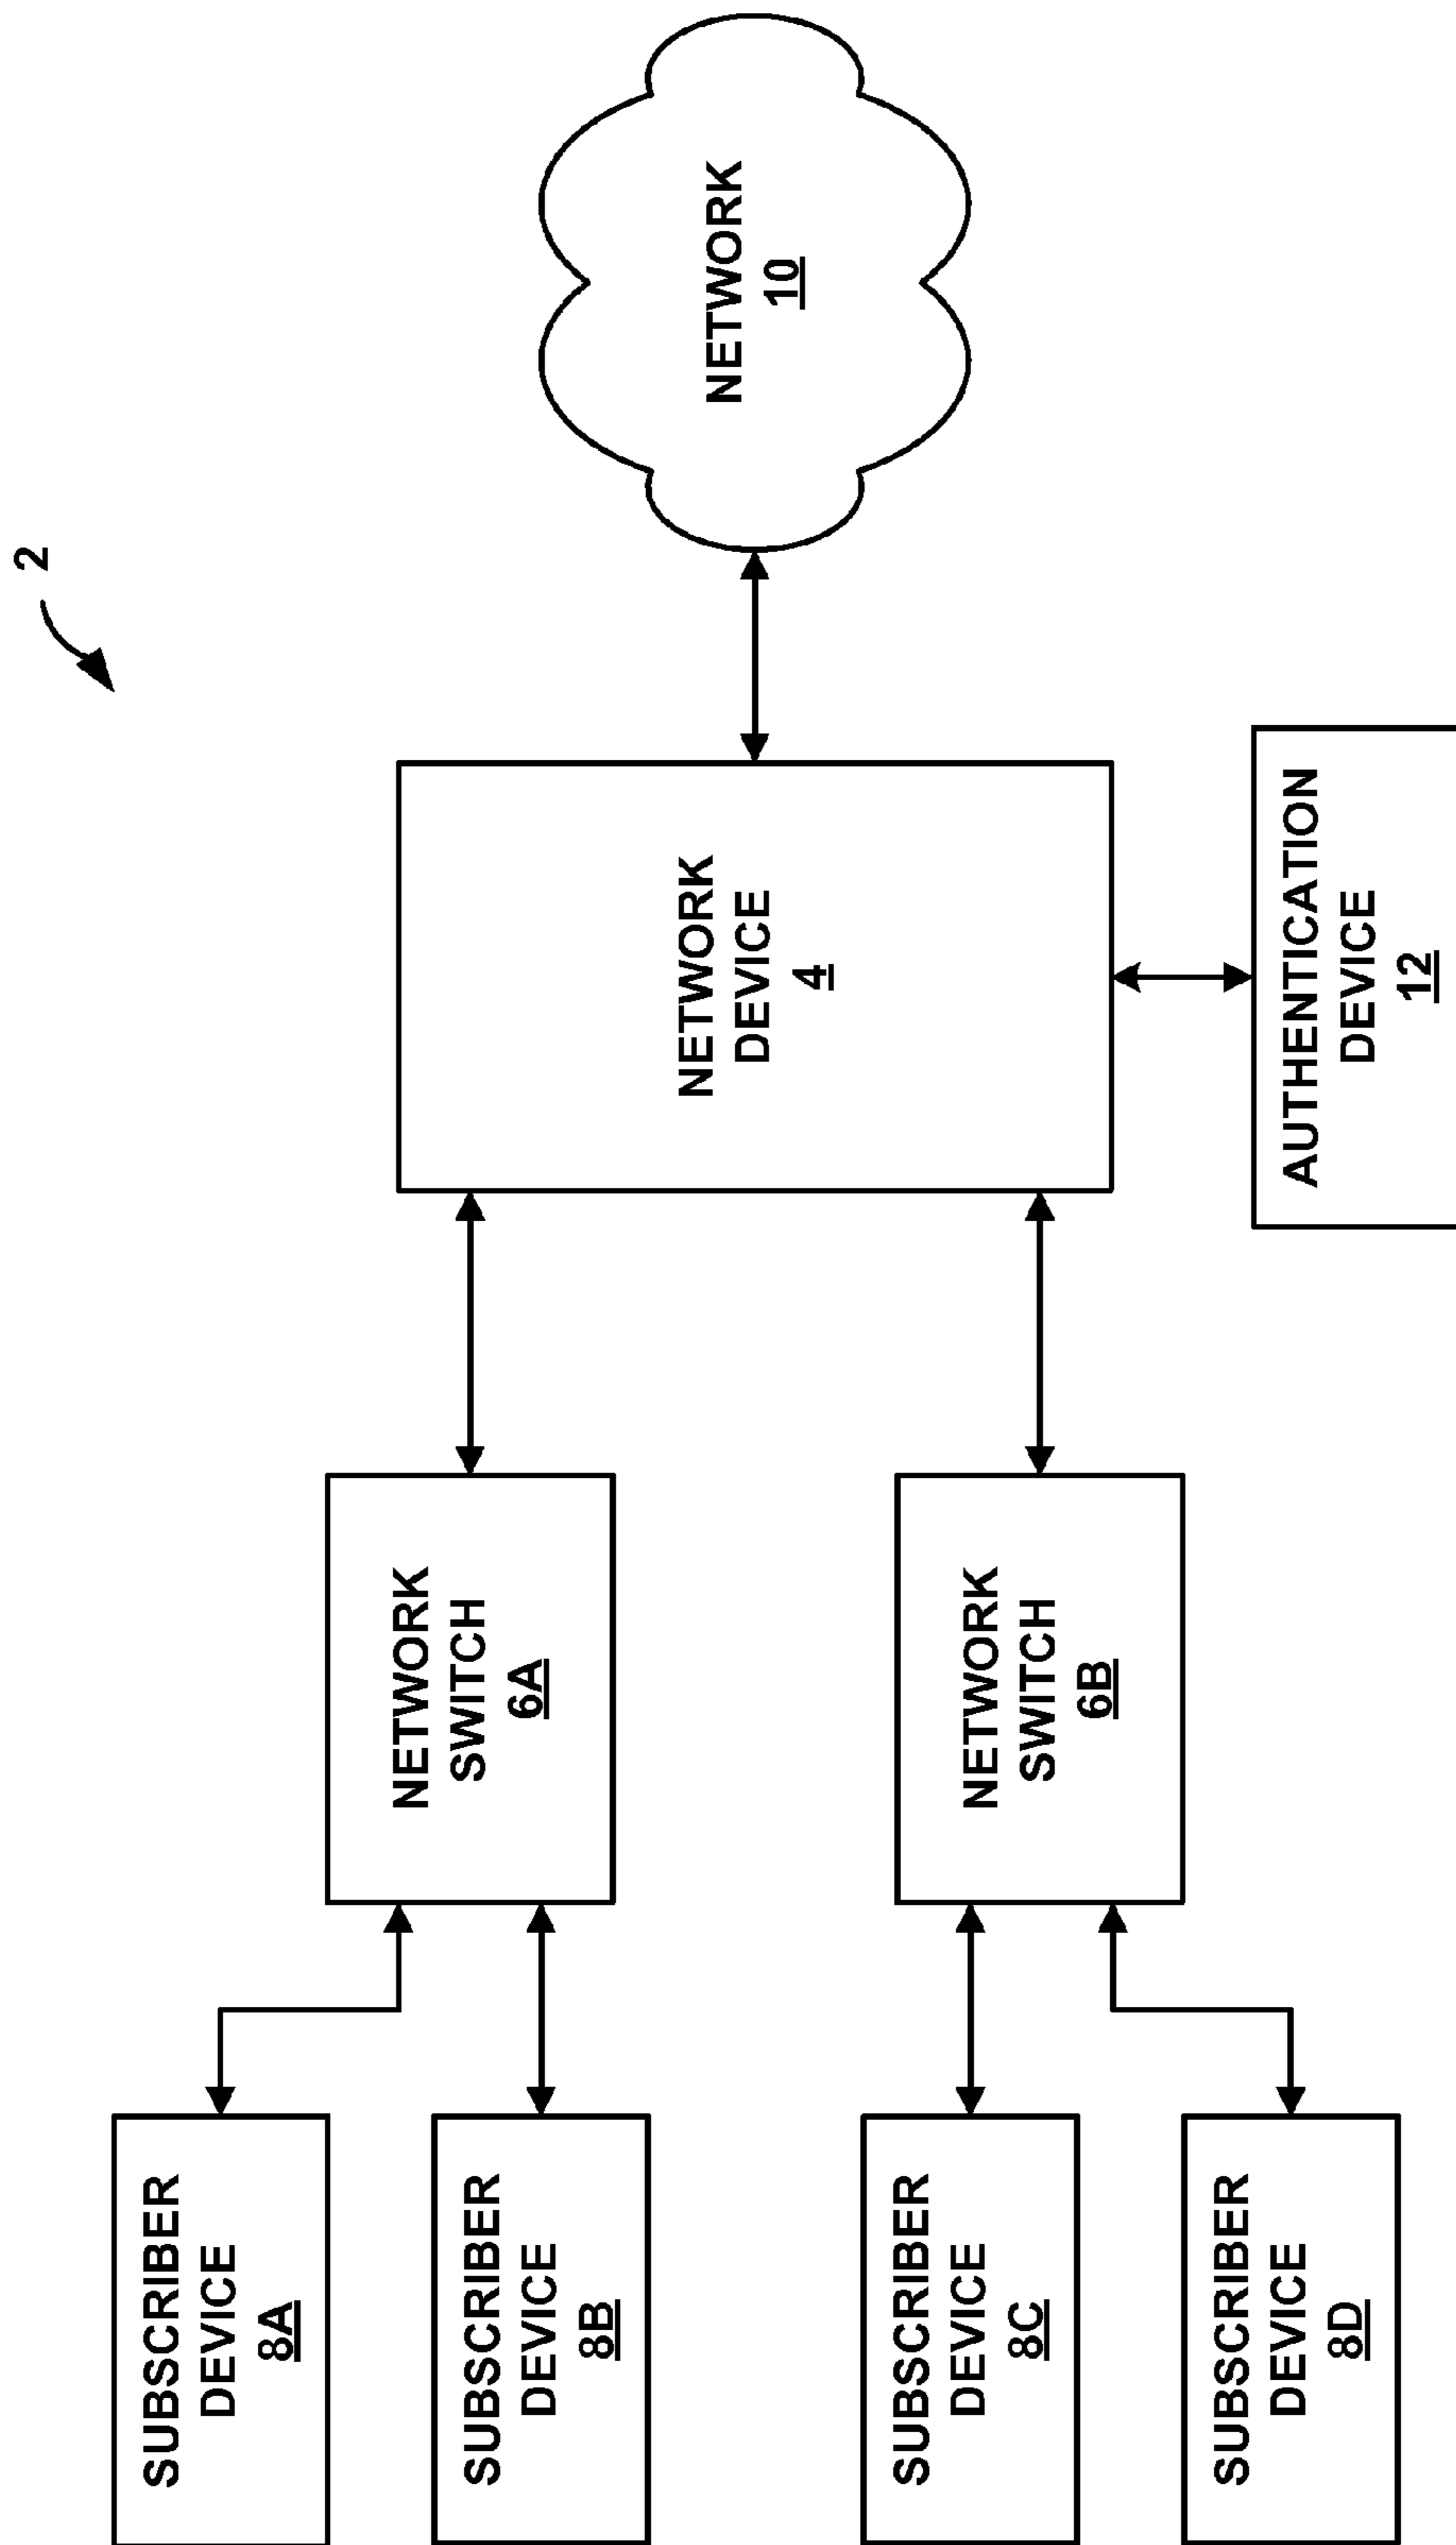 2
SUBSCRIBER
DEVICE
8A
SUBSCRIBER
DEVICE
8B
SUBSCRIBER
DEVICE
8C
SUBSCRIBER
DEVICE
8D
NETWORK
SWITCH
6A
NETWORK
SWITCH
6B
NETWORK
DEVICE
4
AUTHENTICATION
DEVICE
12
NETWORK
10